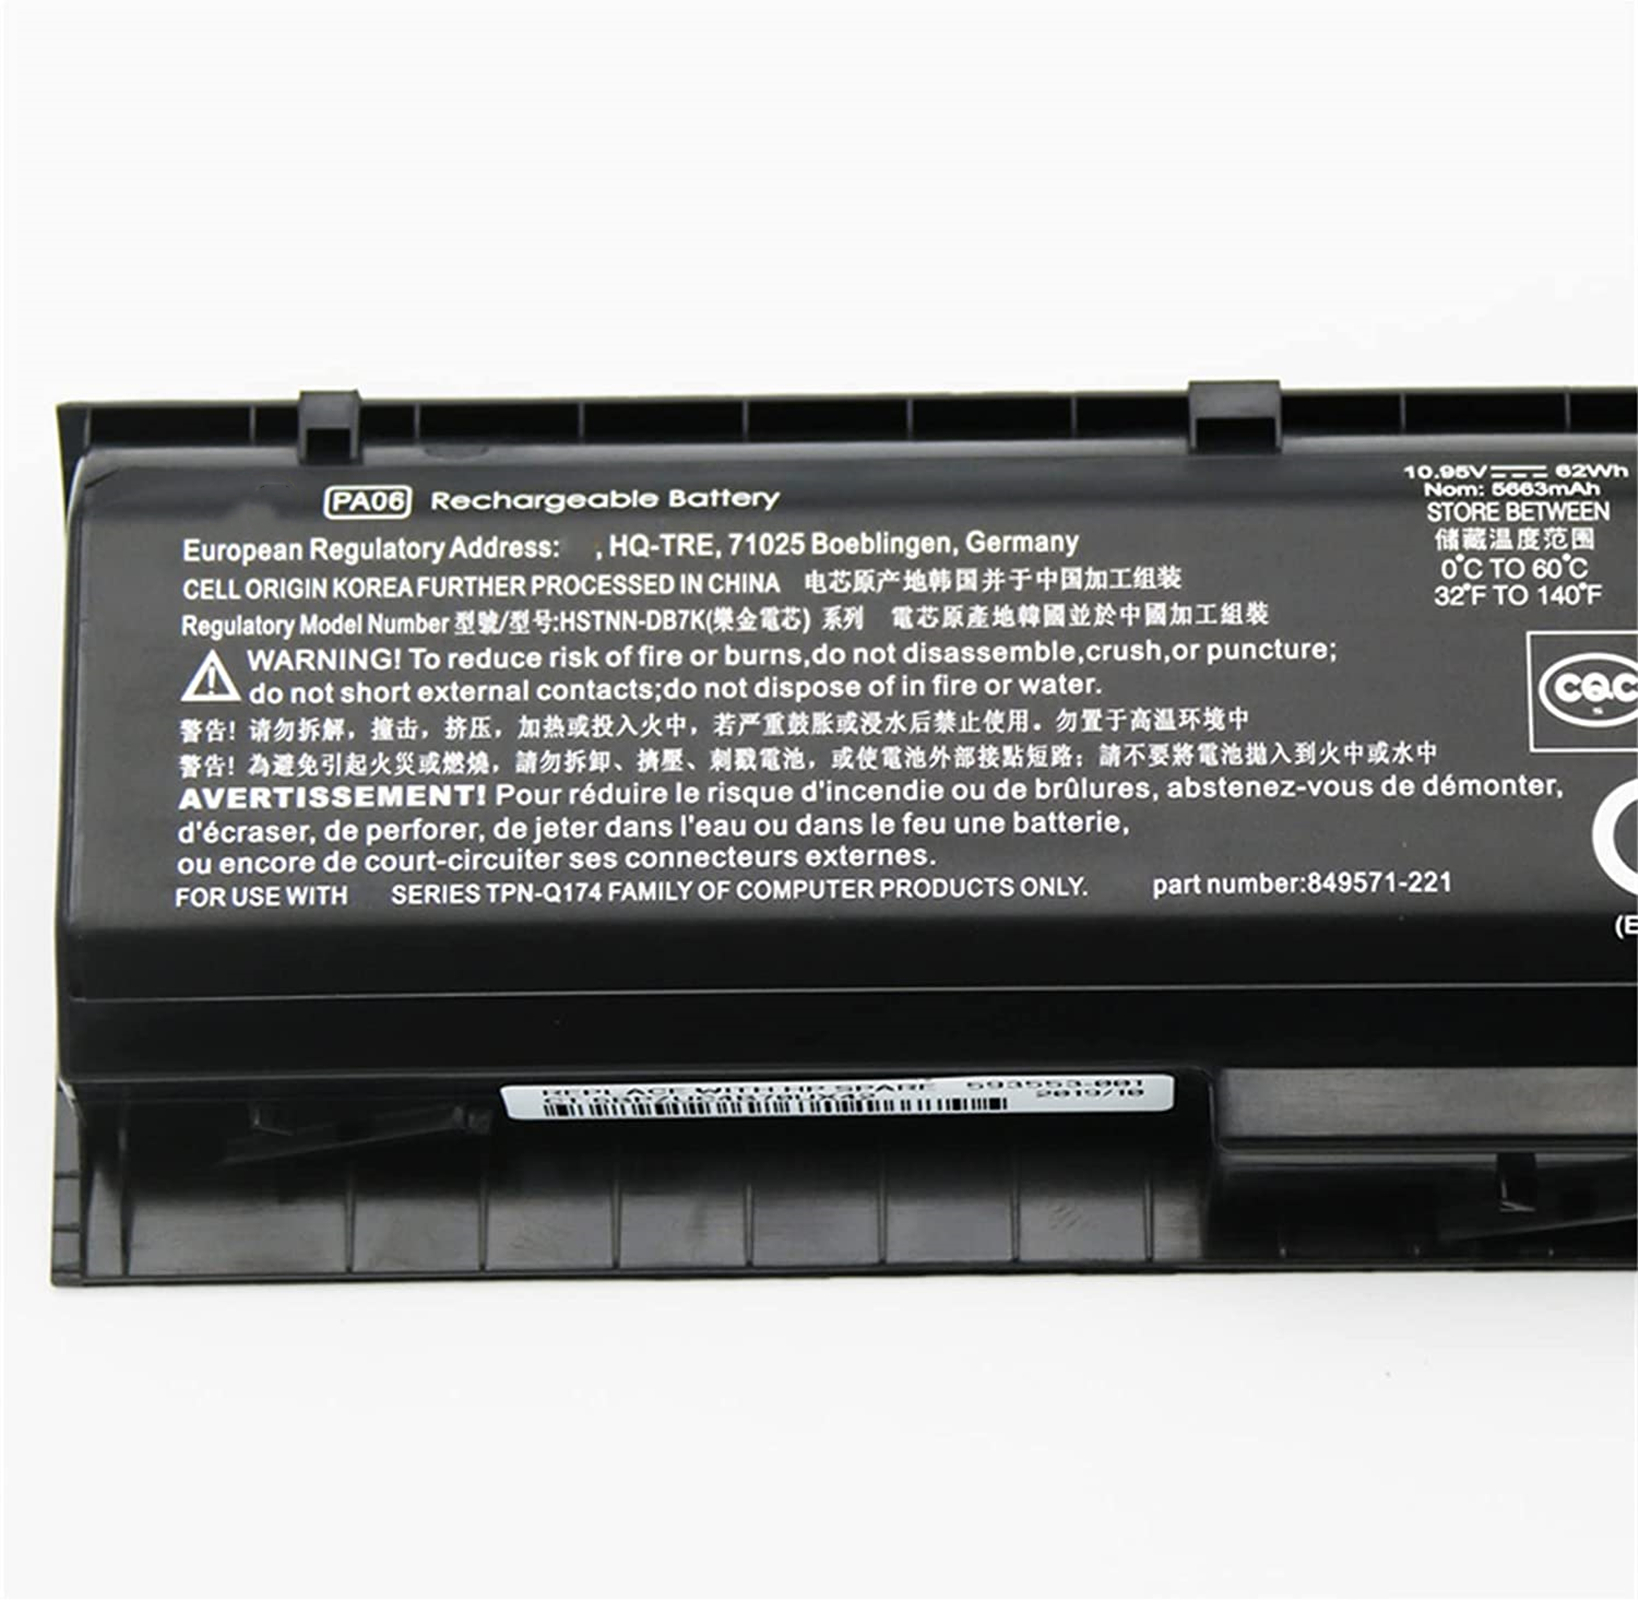 PA06 Rechargeable Battery
European Regulatory Address: , HQ-TRE, 71025 Boeblingen, Germany
CELL ORIGIN KOREA FURTHER PROCESSED IN CHINA 电芯原产地韩国并于中国加工组装
Regulatory Model Number 型號/型号:HSTNN-DB7K(樂金電芯) 系列 電芯原產地韓國並於中國加工組裝
WARNING! To reduce risk of fire or burns,do not disassemble,crush,or puncture;
do not short external contacts;do not dispose of in fire or water.
警告! 请勿拆解，撞击，挤压，加热或投入火中，若严重鼓胀或浸水后禁止使用。勿置于高温环境中
警告! 為避免引起火災或燃燒，請勿拆卸、擠壓、刺戳電池，或使電池外部接點短路；請不要將電池拋入到火中或水中
AVERTISSEMENT! Pour réduire le risque d'incendie ou de brûlures, abstenez-vous de démonter,
d'écraser, de perforer, de jeter dans l'eau ou dans le feu une batterie,
ou encore de court-circuiter ses connecteurs externes.
FOR USE WITH SERIES TPN-Q174 FAMILY OF COMPUTER PRODUCTS ONLY. part number:849571-221
10.95V 62Wh
Nom: 5663mAh
STORE BETWEEN
储藏温度范围
0°C TO 60°C
32°F TO 140°F
CQC
REPLACE WITH HP SPARE 593553-001
2019/10